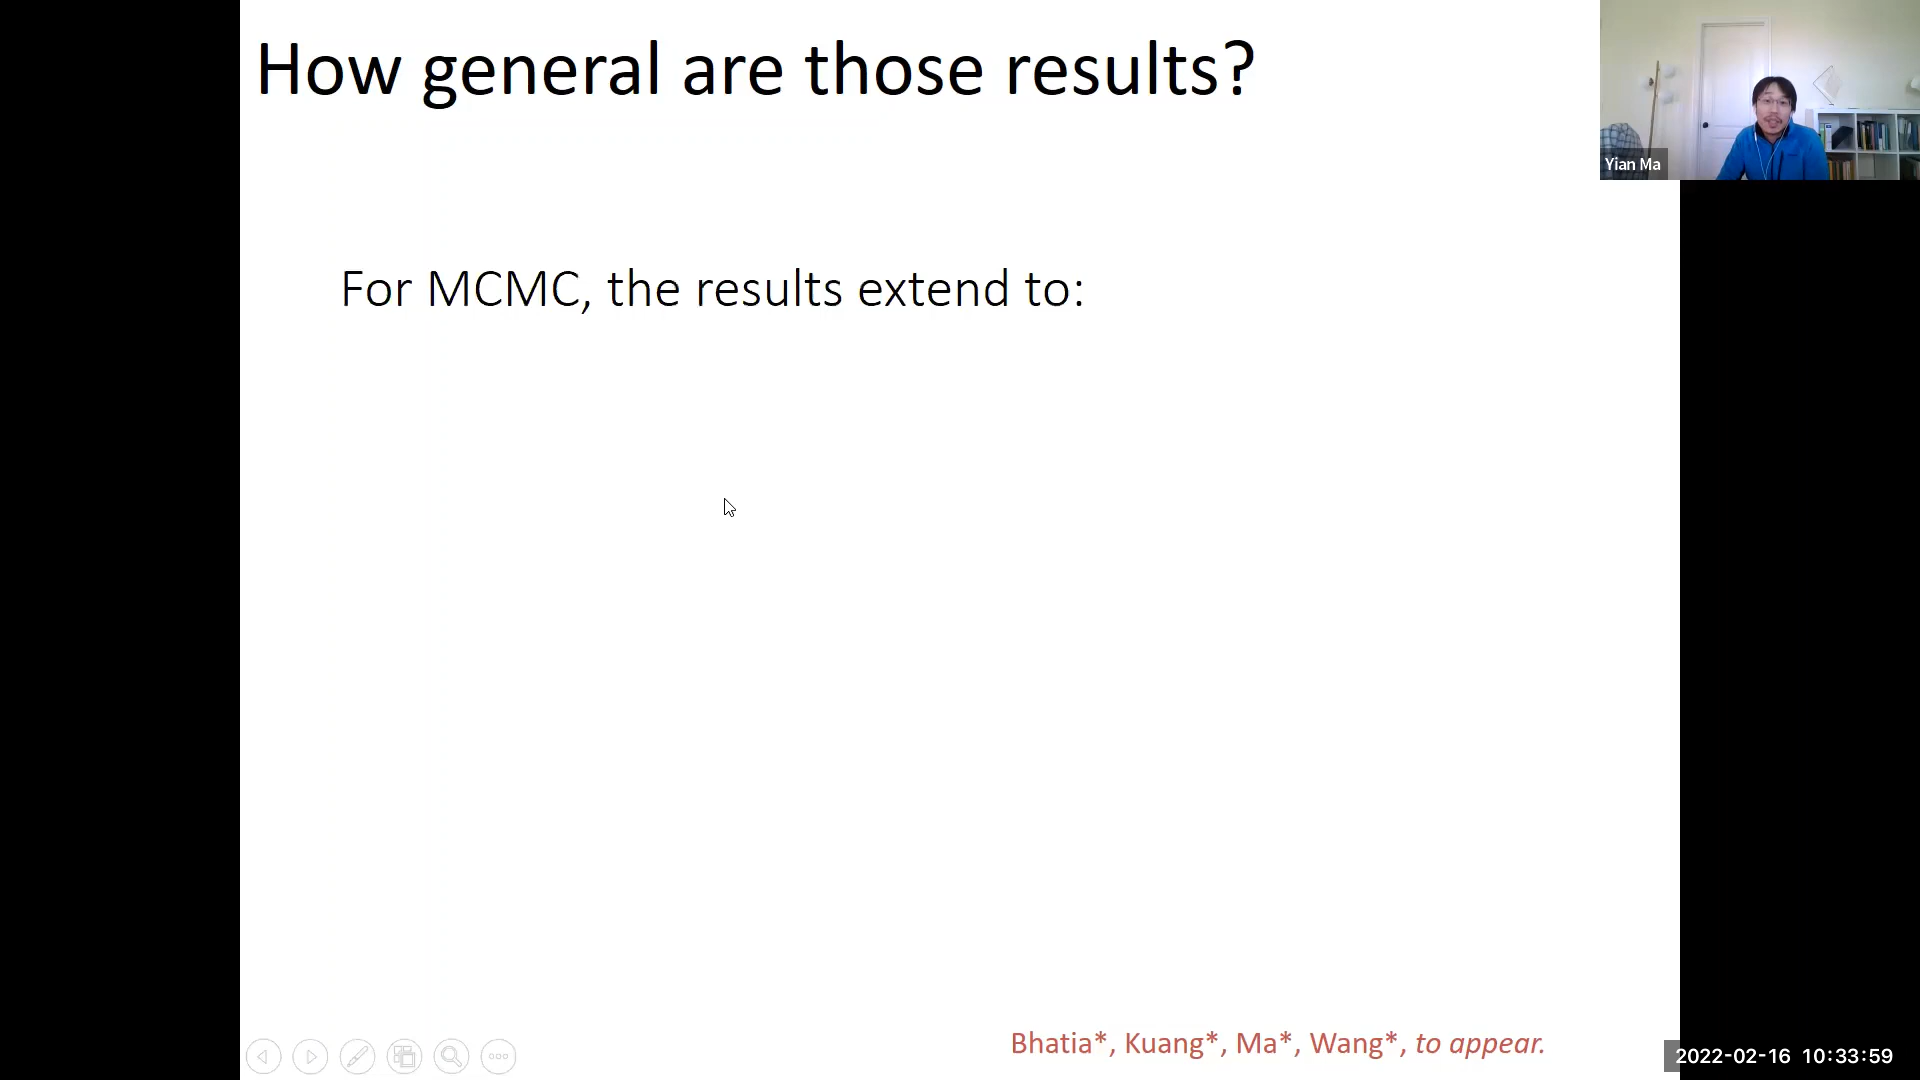 How general are those results?
Yian Ma
For MCMC, the results extend to:
Bhatia*, Kuang*, Ma*, Wang*, to appear.
2022-02-16 10:33:59